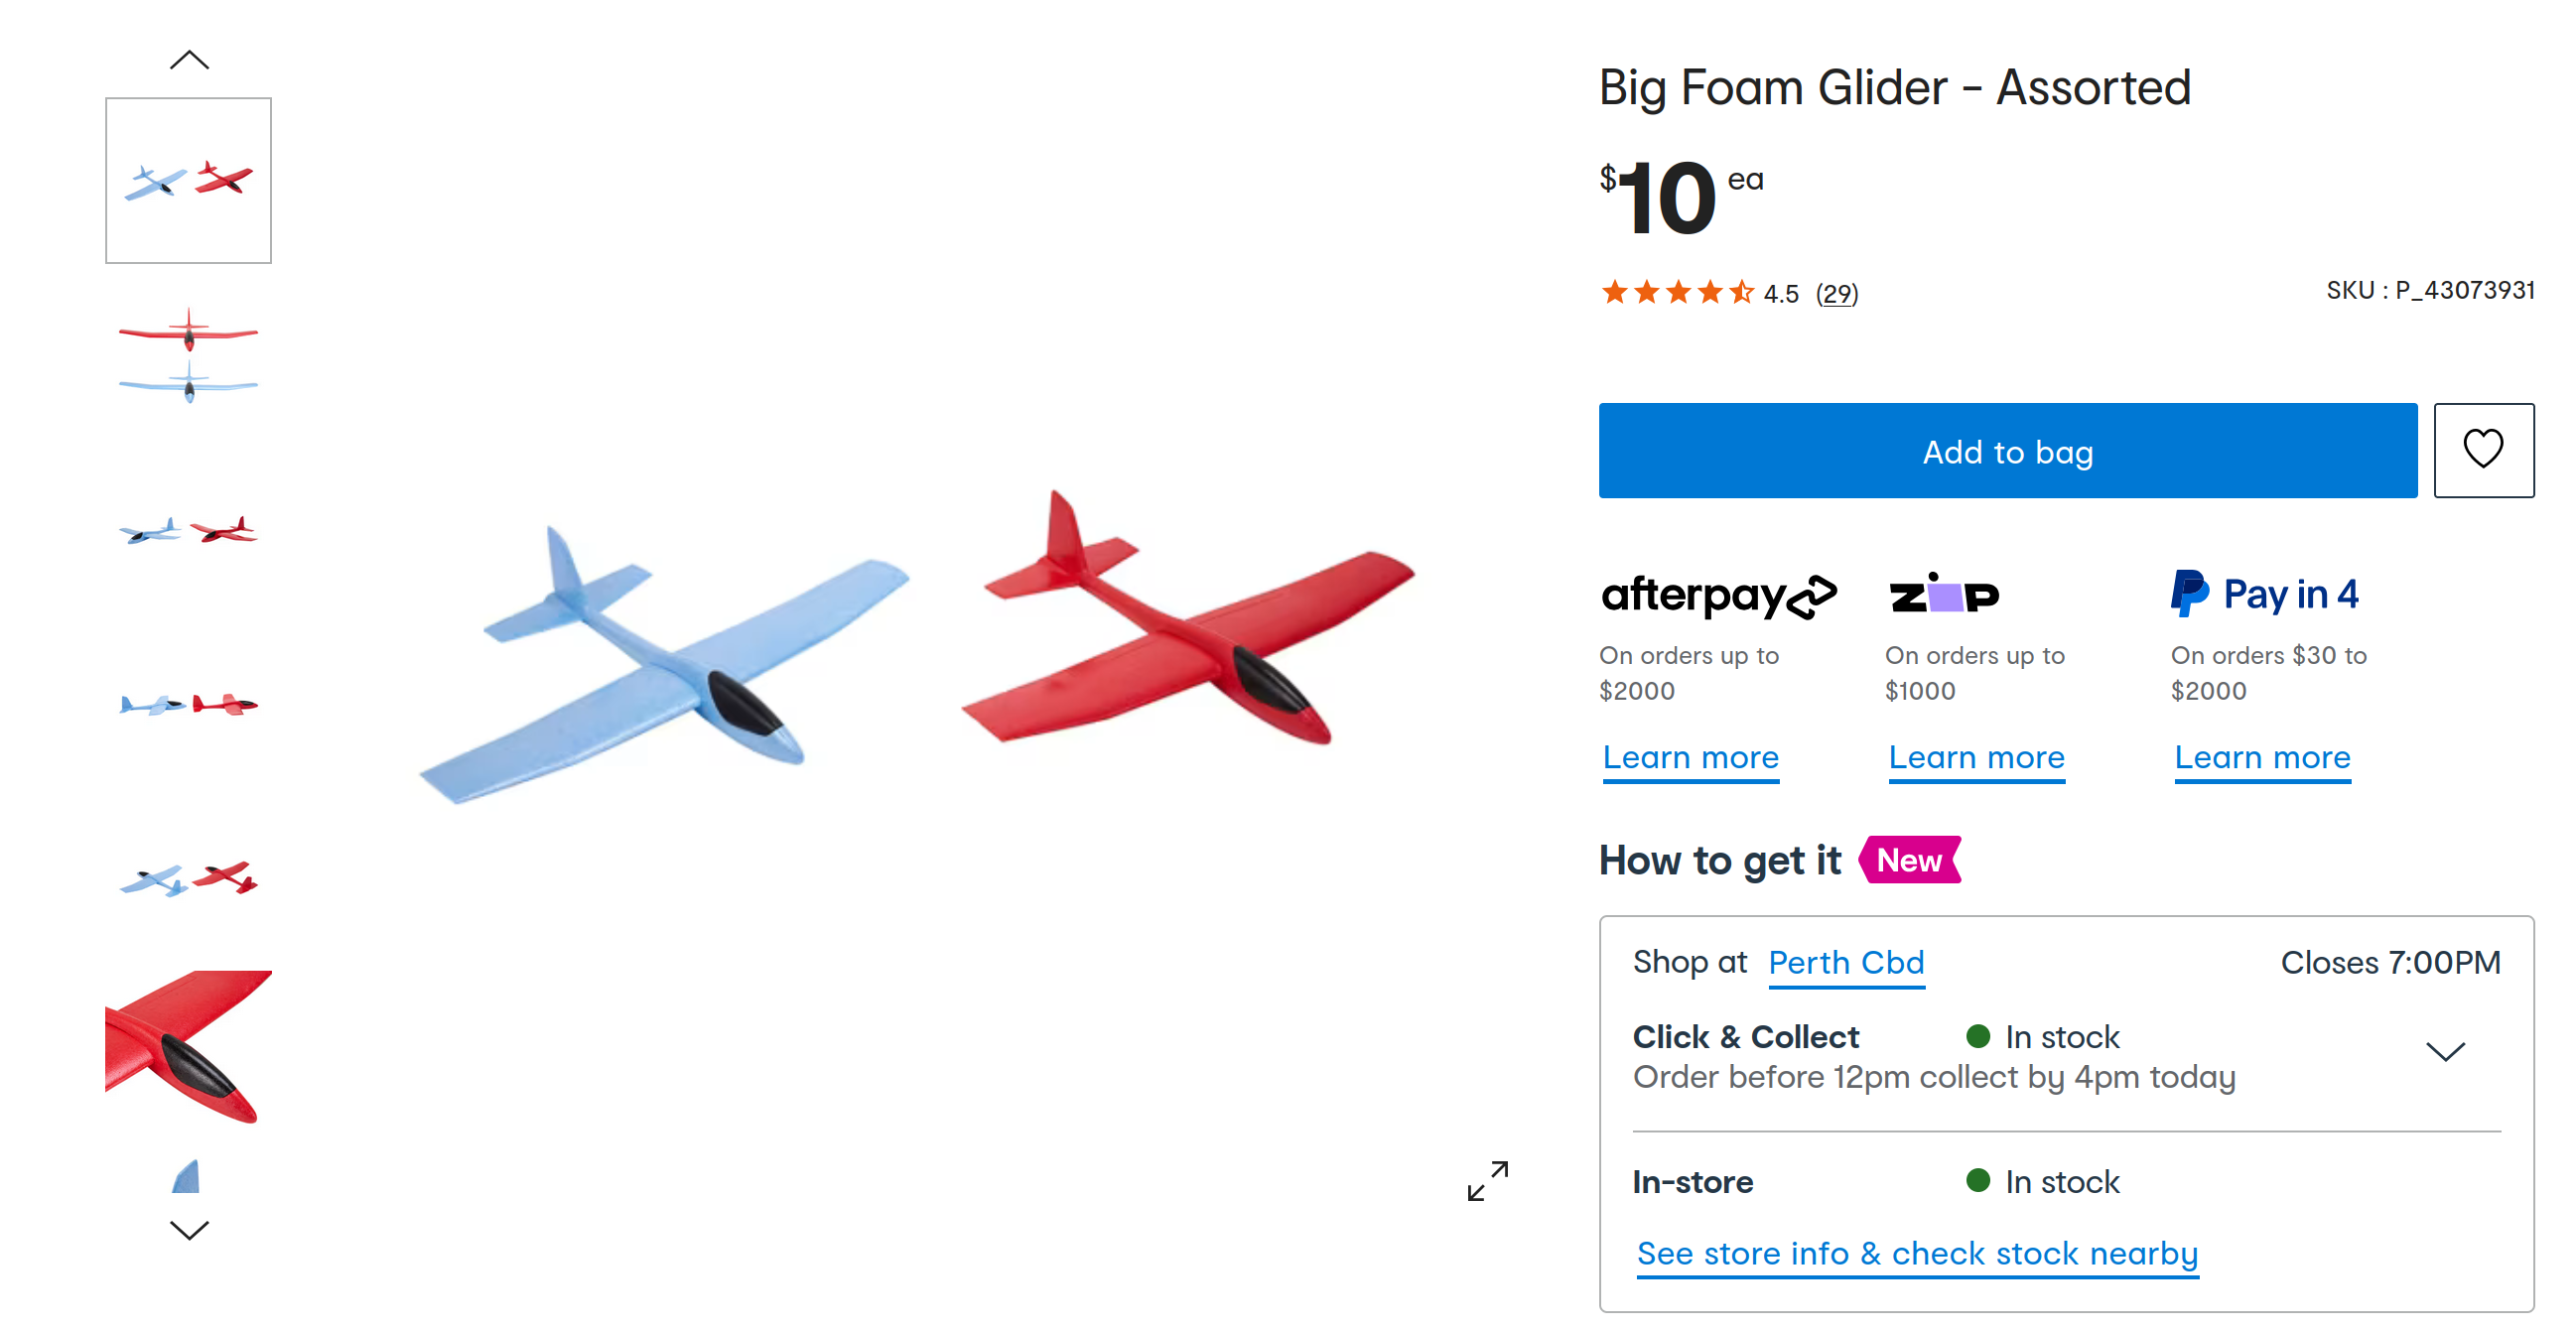 Big Foam Glider - Assorted
$10 ea
4.5 (29)
SKU : P_43073931
Add to bag
afterpay
zip
Pay in 4
On orders up to
$2000
On orders up to
$1000
On orders $30 to
$2000
Learn more
Learn more
Learn more
How to get it New
Shop at Perth Cbd
Closes 7:00PM
Click & Collect
In stock
Order before 12pm collect by 4pm today
In-store
In stock
See store info & check stock nearby